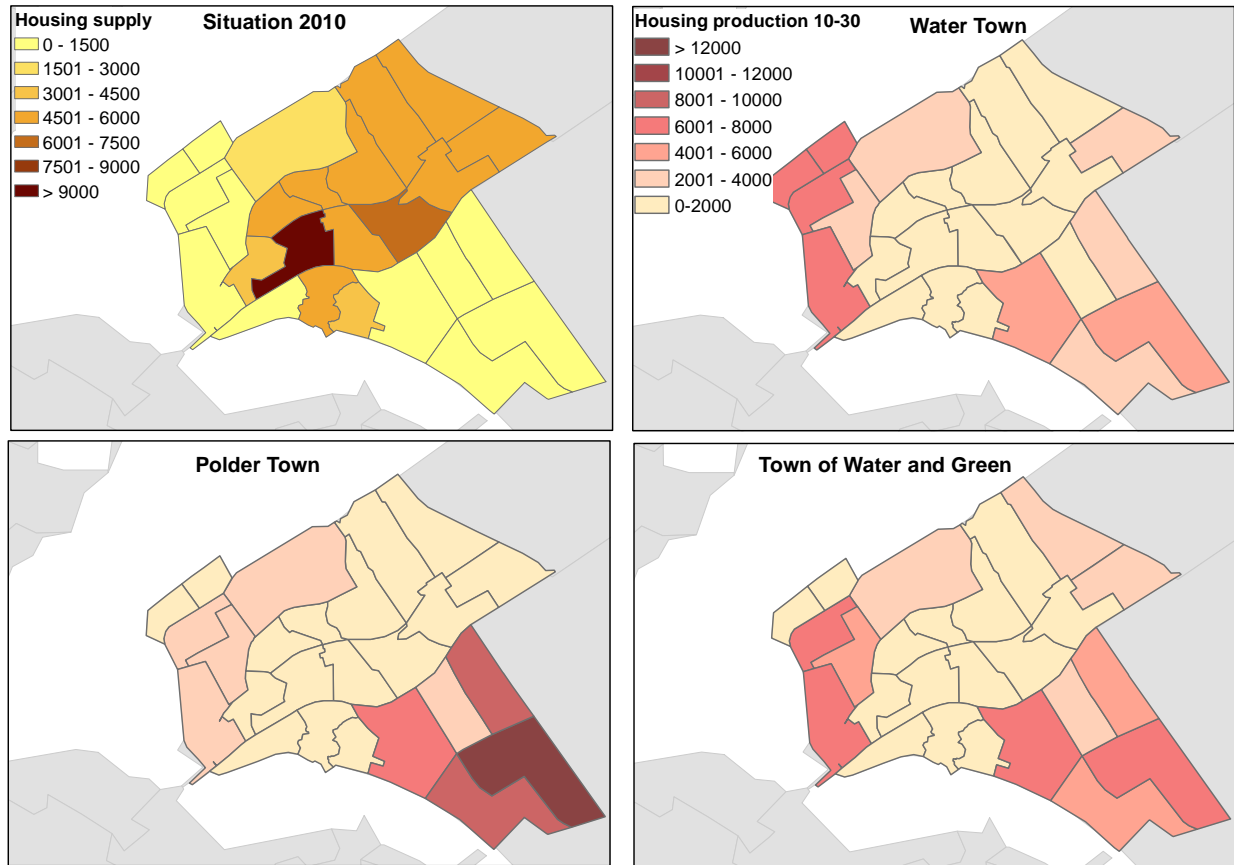 Housing supply
Situation 2010
0 - 1500
1501 - 3000
3001 - 4500
4501 - 6000
6001 - 7500
7501 - 9000
> 9000
Housing production 10-30
Water Town
> 12000
10001 - 12000
8001 - 10000
6001 - 8000
4001 - 6000
2001 - 4000
0-2000
Polder Town
Town of Water and Green